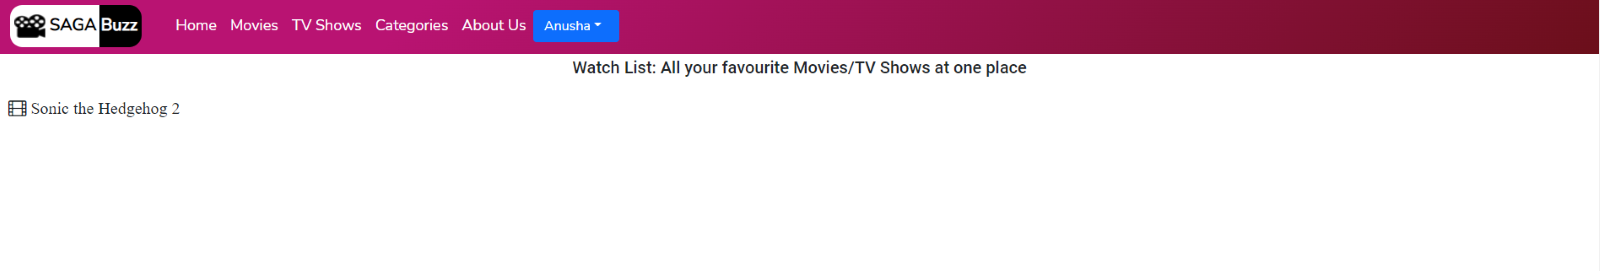 SAGA Buzz Home Movies TV Shows Categories About Us Anusha
Watch List: All your favourite Movies/TV Shows at one place
Sonic the Hedgehog 2